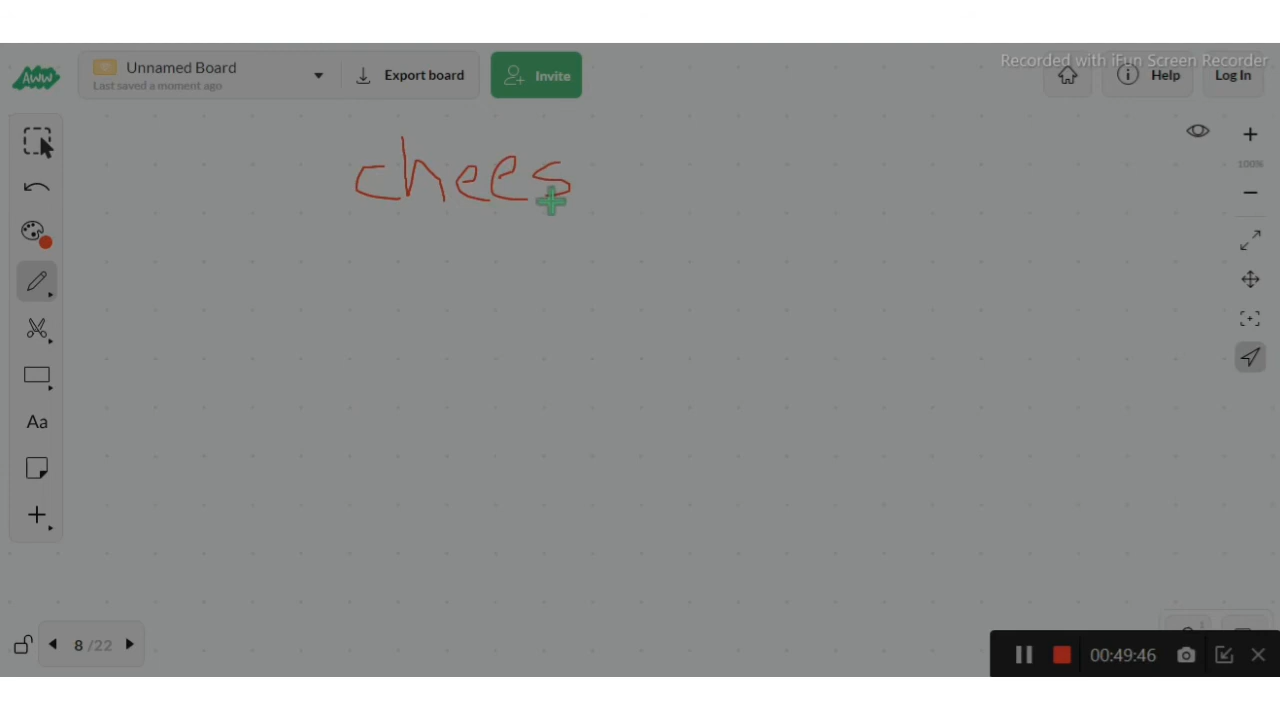 Recorded with iFun Screen Recorder
AWW
Unnamed Board
Last saved a moment ago
Export board
Invite
Help
Log In
chees
100%
Aa
8 /22
00:49:46